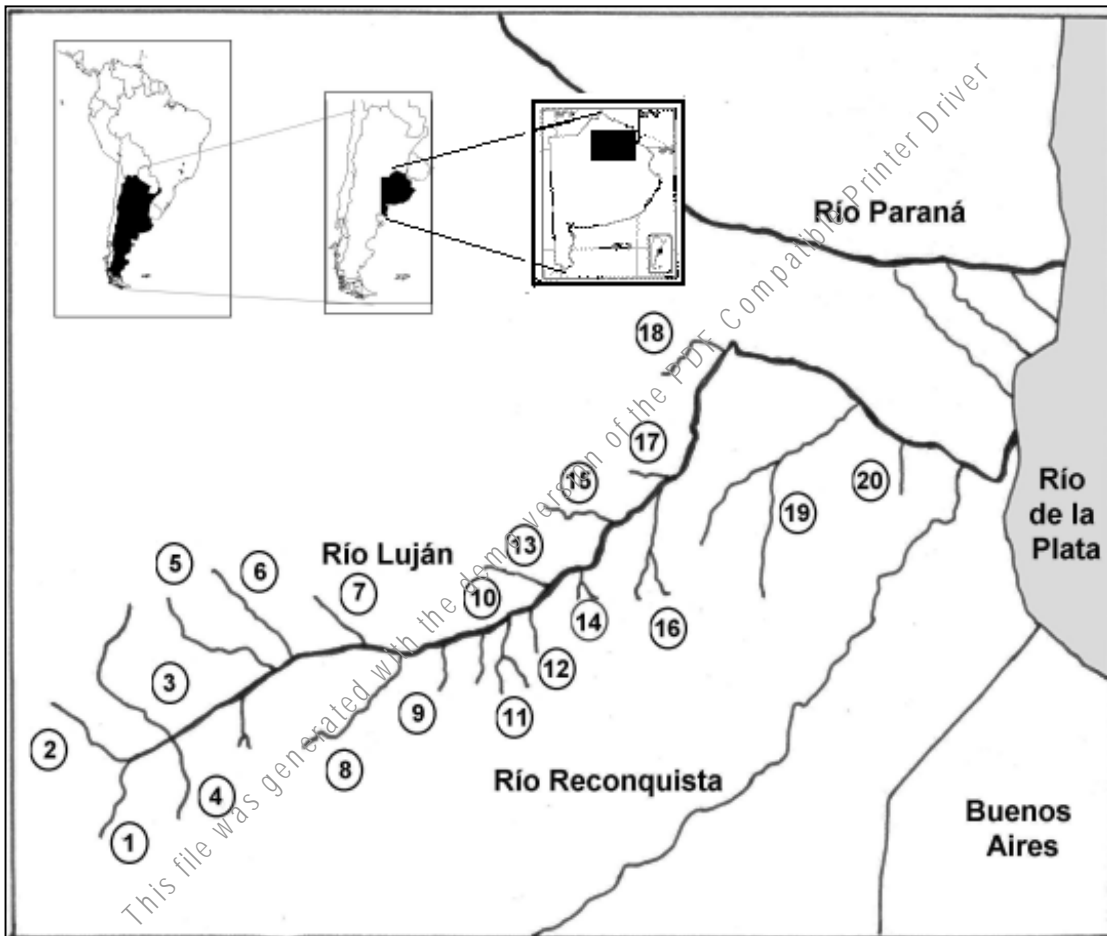 Río Paraná
18
17
15
Río Luján
13
5
6
7
10
20
19
Río
de la
Plata
14
16
12
3
9
11
2
8
4
Río Reconquista
1
Buenos
Aires
This file was generated with the demo version of the PDF Compatible Printer Driver